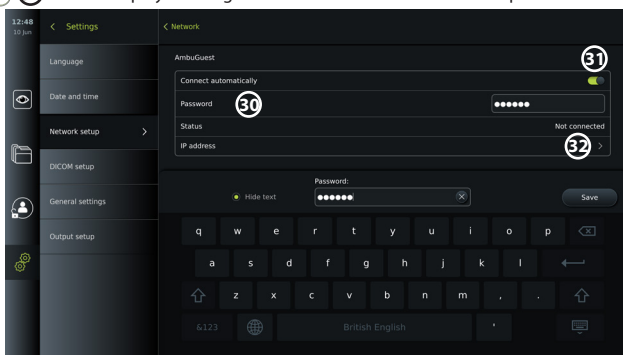 12:48
10 Jun
< Settings
< Network
Language
Date and time
Network setup >
DICOM setup
General settings
Output setup
AmbuGuest
31
Connect automatically
Password 30 ●●●●●●
Status Not connected
IP address 32 >
Password:
Hide text ●●●●●● Save
q w e r t y u i o p
a s d f g h j k l
z x c v b n m , .
&123 British English '